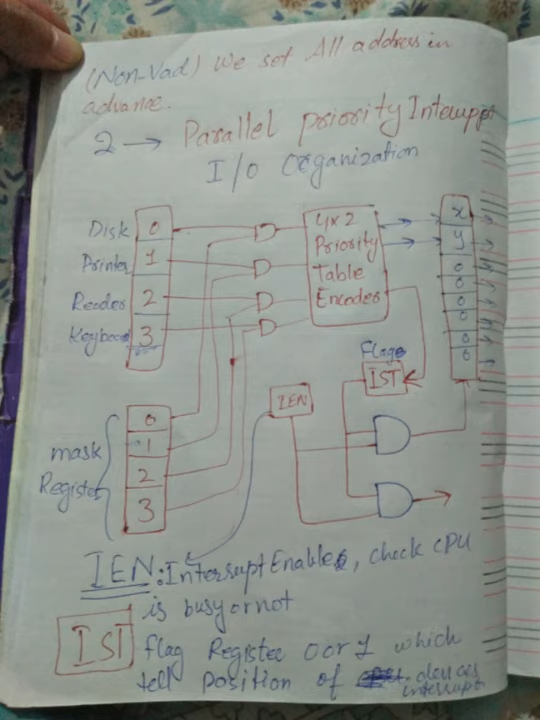 (Non-Vad) We set All address in
advance.
2 → Parallel Priority Interrupt
I/O Organization
Disk 0
Printer 1
Reader 2
Keyboard 3
4x2
Priority
Table
Encoder
x
y
0
0
0
0
0
0
Flag
IST
IEN
mask
Register
0
1
2
3
IEN: Interrupt Enable, check CPU
is busy or not
IST flag Register 0 or 1 which
tell position of devices
interrupt